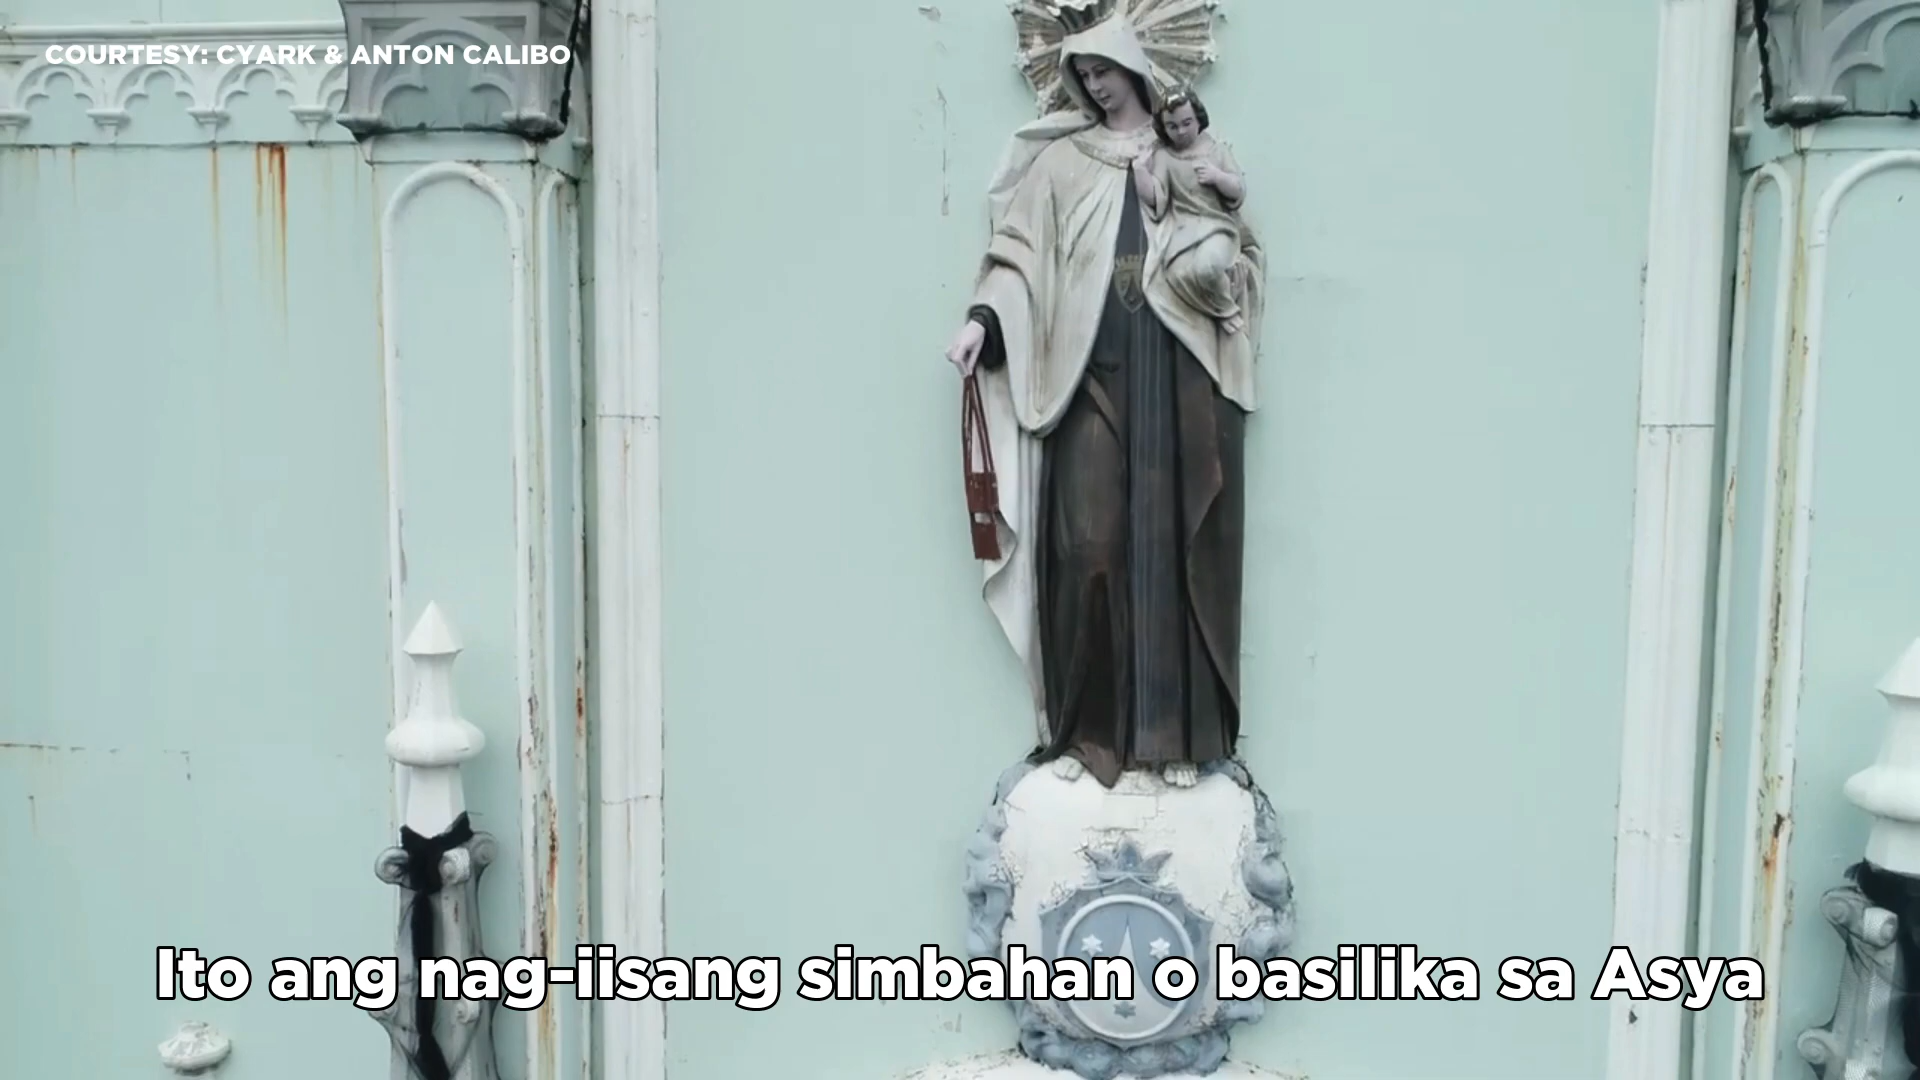 COURTESY: CYARK & ANTON CALIBO
Ito ang nag-iisang simbahan o basilika sa Asya